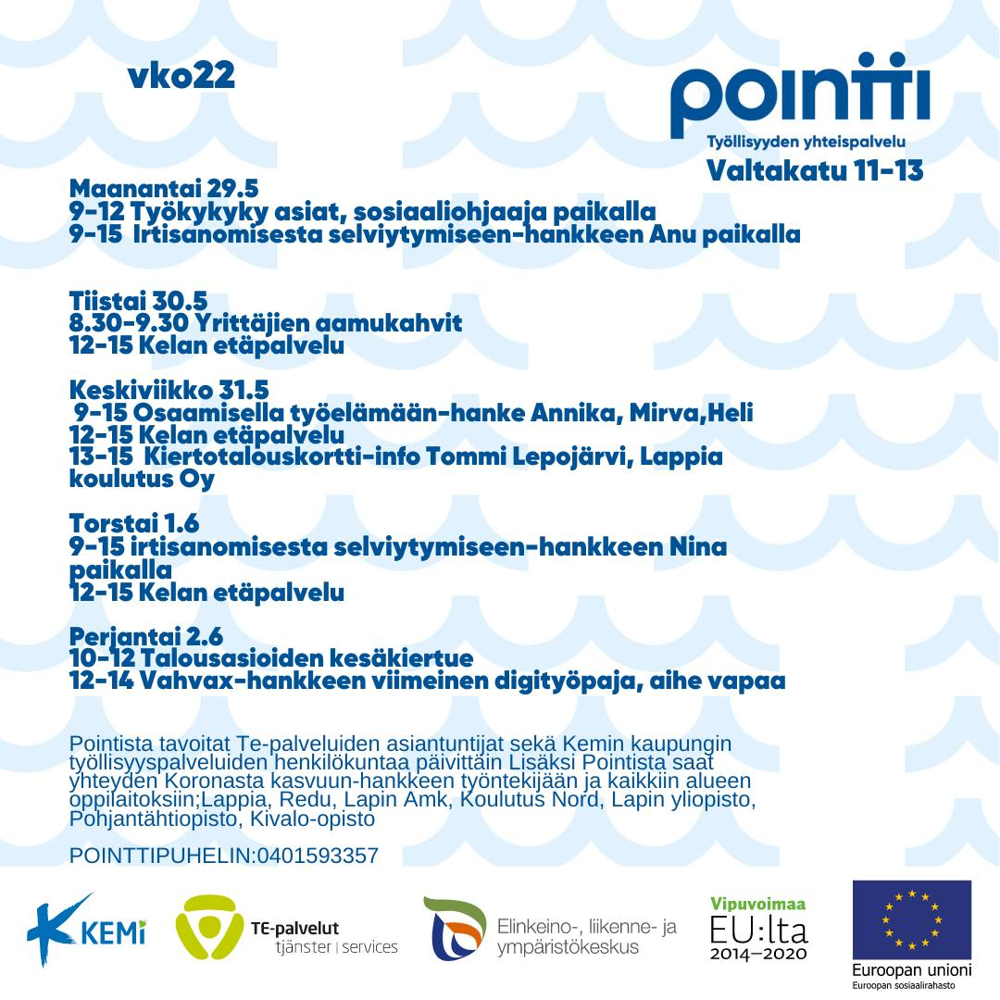 vko22
pointti
Työllisyyden yhteispalvelu
Valtakatu 11-13
Maanantai 29.5
9-12 Työkykyky asiat, sosiaaliohjaaja paikalla
9-15 Irtisanomisesta selviytymiseen-hankkeen Anu paikalla
Tiistai 30.5
8.30-9.30 Yrittäjien aamukahvit
12-15 Kelan etäpalvelu
Keskiviikko 31.5
9-15 Osaamisella työelämään-hanke Annika, Mirva,Heli
12-15 Kelan etäpalvelu
13-15 Kiertotalouskortti-info Tommi Lepojärvi, Lappia
koulutus Oy
Torstai 1.6
9-15 irtisanomisesta selviytymiseen-hankkeen Nina
paikalla
12-15 Kelan etäpalvelu
Perjantai 2.6
10-12 Talousasioiden kesäkiertue
12-14 Vahvax-hankkeen viimeinen digityöpaja, aihe vapaa
Pointista tavoitat Te-palveluiden asiantuntijat sekä Kemin kaupungin
työllisyyspalveluiden henkilökuntaa päivittäin Lisäksi Pointista saat
yhteyden Koronasta kasvuun-hankkeen työntekijään ja kaikkiin alueen
oppilaitoksiin;Lappia, Redu, Lapin Amk, Koulutus Nord, Lapin yliopisto,
Pohjantähtiopisto, Kivalo-opisto
POINTTIPUHELIN:0401593357
KEMi
TE-palvelut
tjänster | services
Elinkeino-, liikenne- ja
ympäristökeskus
Vipuvoimaa
EU:lta
2014–2020
Euroopan unioni
Euroopan sosiaalirahasto